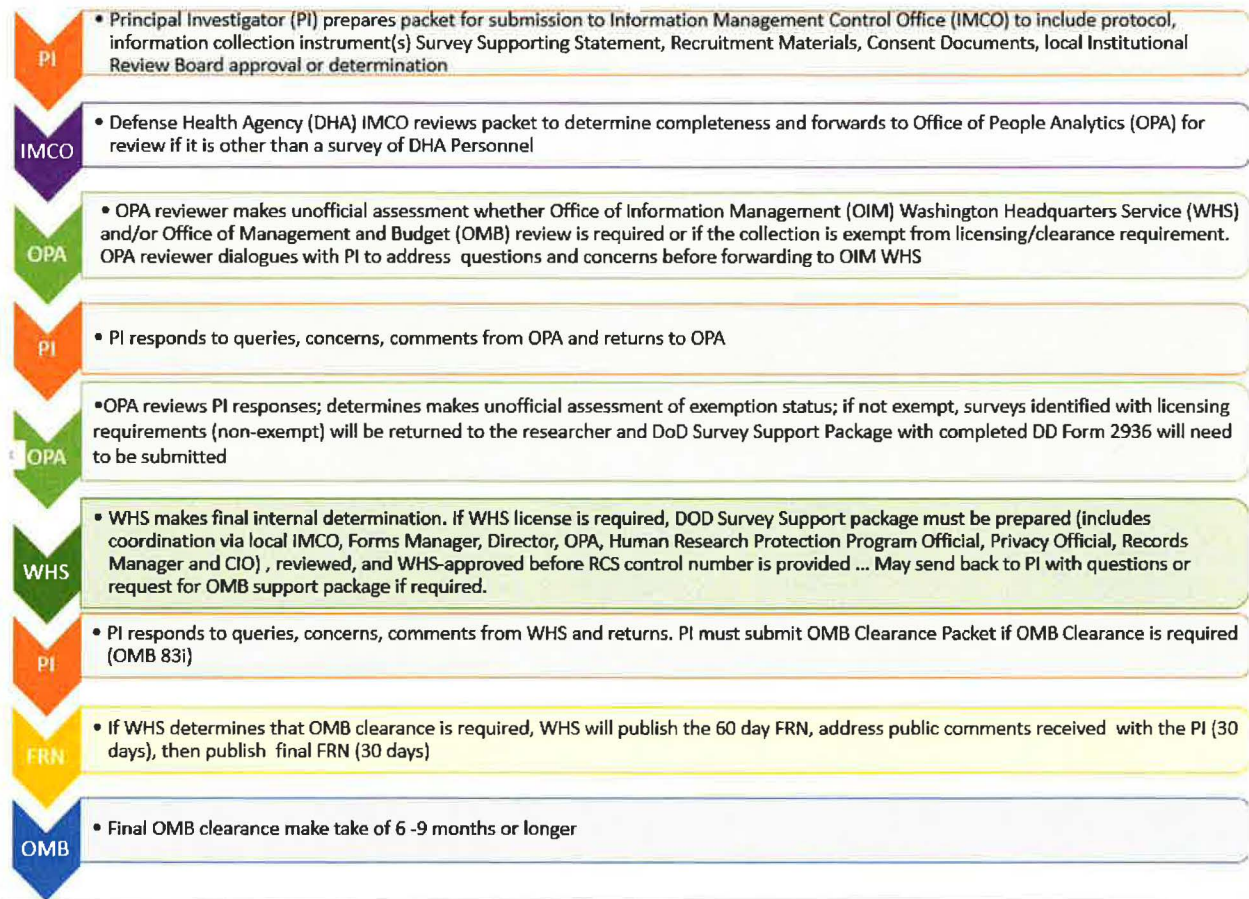 • Principal Investigator (PI) prepares packet for submission to Information Management Control Office (IMCO) to include protocol,
information collection instrument(s) Survey Supporting Statement, Recruitment Materials, Consent Documents, local Institutional
Review Board approval or determination
PI
• Defense Health Agency (DHA) IMCO reviews packet to determine completeness and forwards to Office of People Analytics (OPA) for
review if it is other than a survey of DHA Personnel
IMCO
• OPA reviewer makes unofficial assessment whether Office of Information Management (OIM) Washington Headquarters Service (WHS)
and/or Office of Management and Budget (OMB) review is required or if the collection is exempt from licensing/clearance requirement.
OPA reviewer dialogues with PI to address questions and concerns before forwarding to OIM WHS
OPA
• PI responds to queries, concerns, comments from OPA and returns to OPA
PI
•OPA reviews PI responses; determines makes unofficial assessment of exemption status; if not exempt, surveys identified with licensing
requirements (non-exempt) will be returned to the researcher and DoD Survey Support Package with completed DD Form 2936 will need
to be submitted
OPA
• WHS makes final internal determination. If WHS license is required, DOD Survey Support package must be prepared (includes
coordination via local IMCO, Forms Manager, Director, OPA, Human Research Protection Program Official, Privacy Official, Records
Manager and CIO) , reviewed, and WHS-approved before RCS control number is provided ... May send back to PI with questions or
request for OMB support package if required.
WHS
• PI responds to queries, concerns, comments from WHS and returns. PI must submit OMB Clearance Packet if OMB Clearance is required
(OMB 83i)
PI
• If WHS determines that OMB clearance is required, WHS will publish the 60 day FRN, address public comments received with the PI (30
days), then publish final FRN (30 days)
FRN
• Final OMB clearance make take of 6 -9 months or longer
OMB